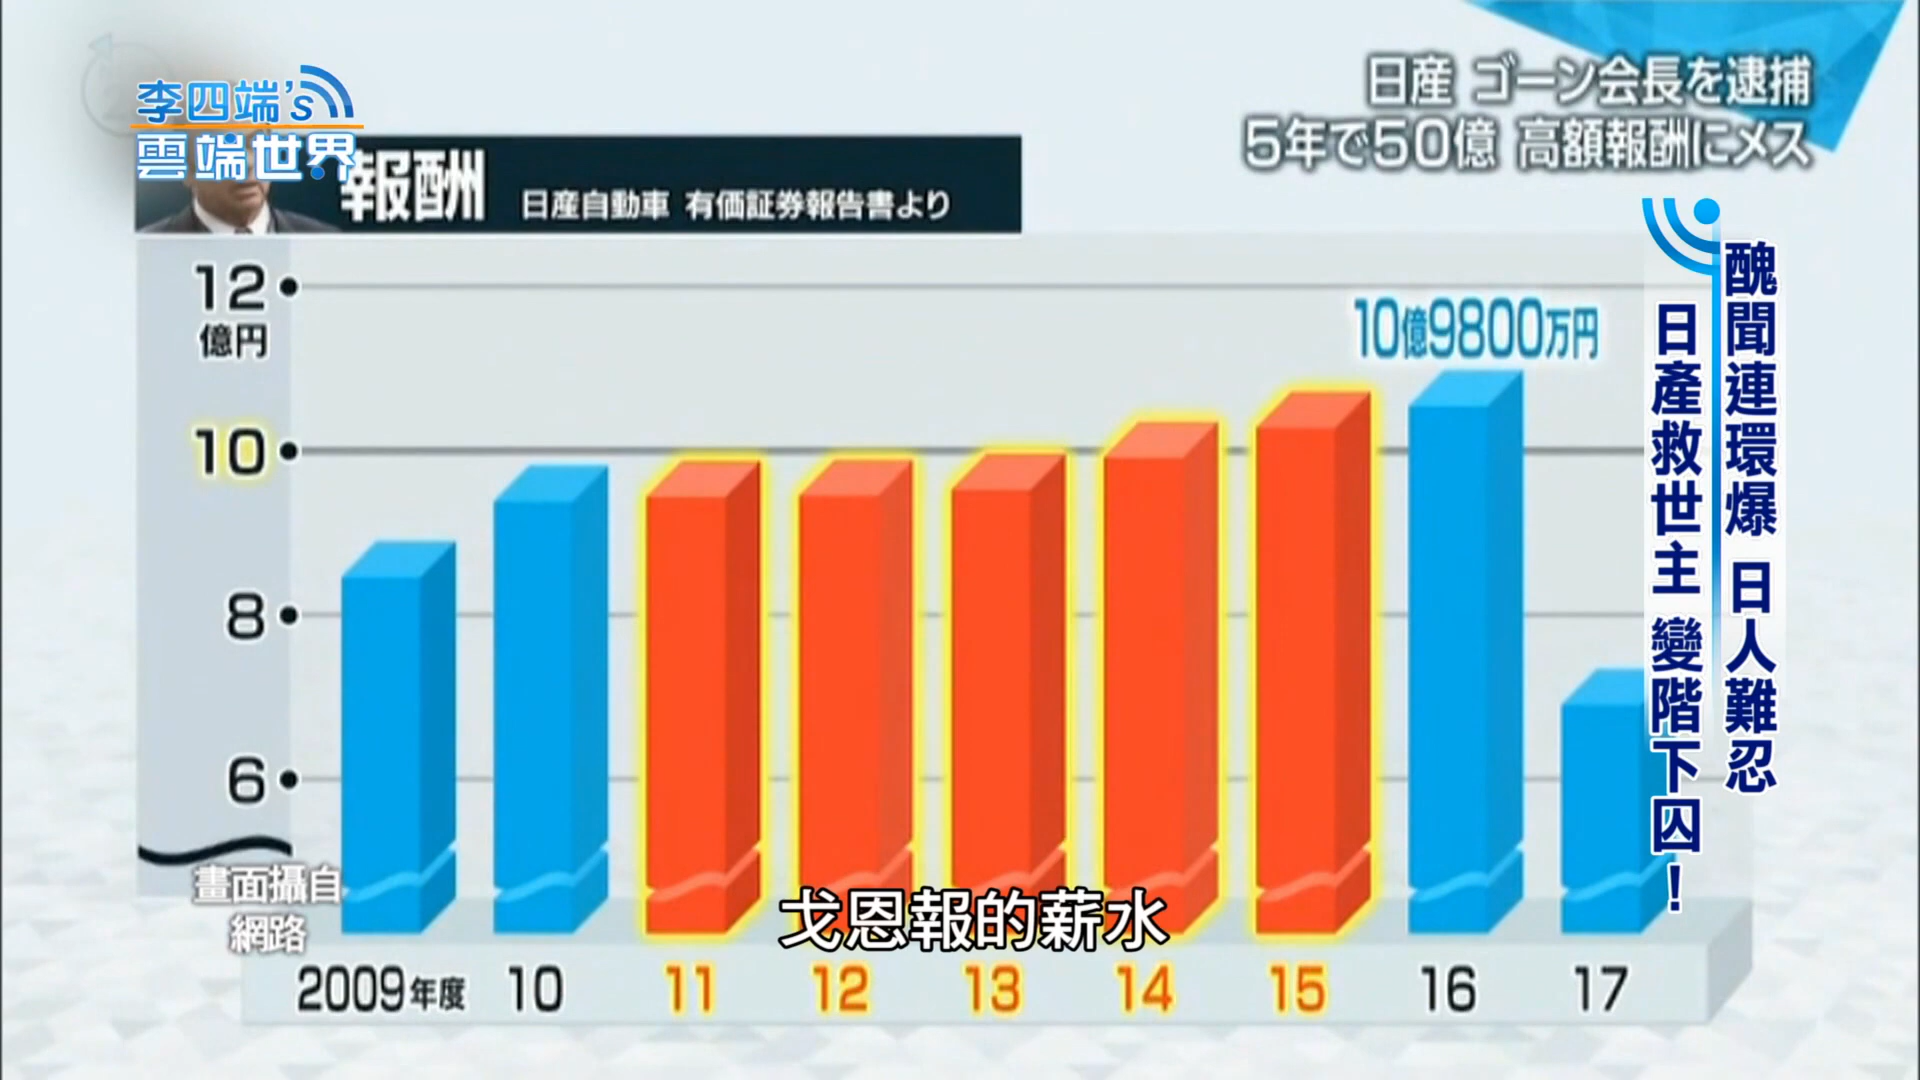 李四端's
雲端世界
日産 ゴーン会長を逮捕
5年で50億 高額報酬にメス
報酬 日産自動車 有価証券報告書より
醜聞連環爆 日人難忍
日產救世主 變階下囚!
12
億円
10
8
6
10億9800万円
畫面攝自
網路
戈恩報的薪水
2009年度 10 11 12 13 14 15 16 17